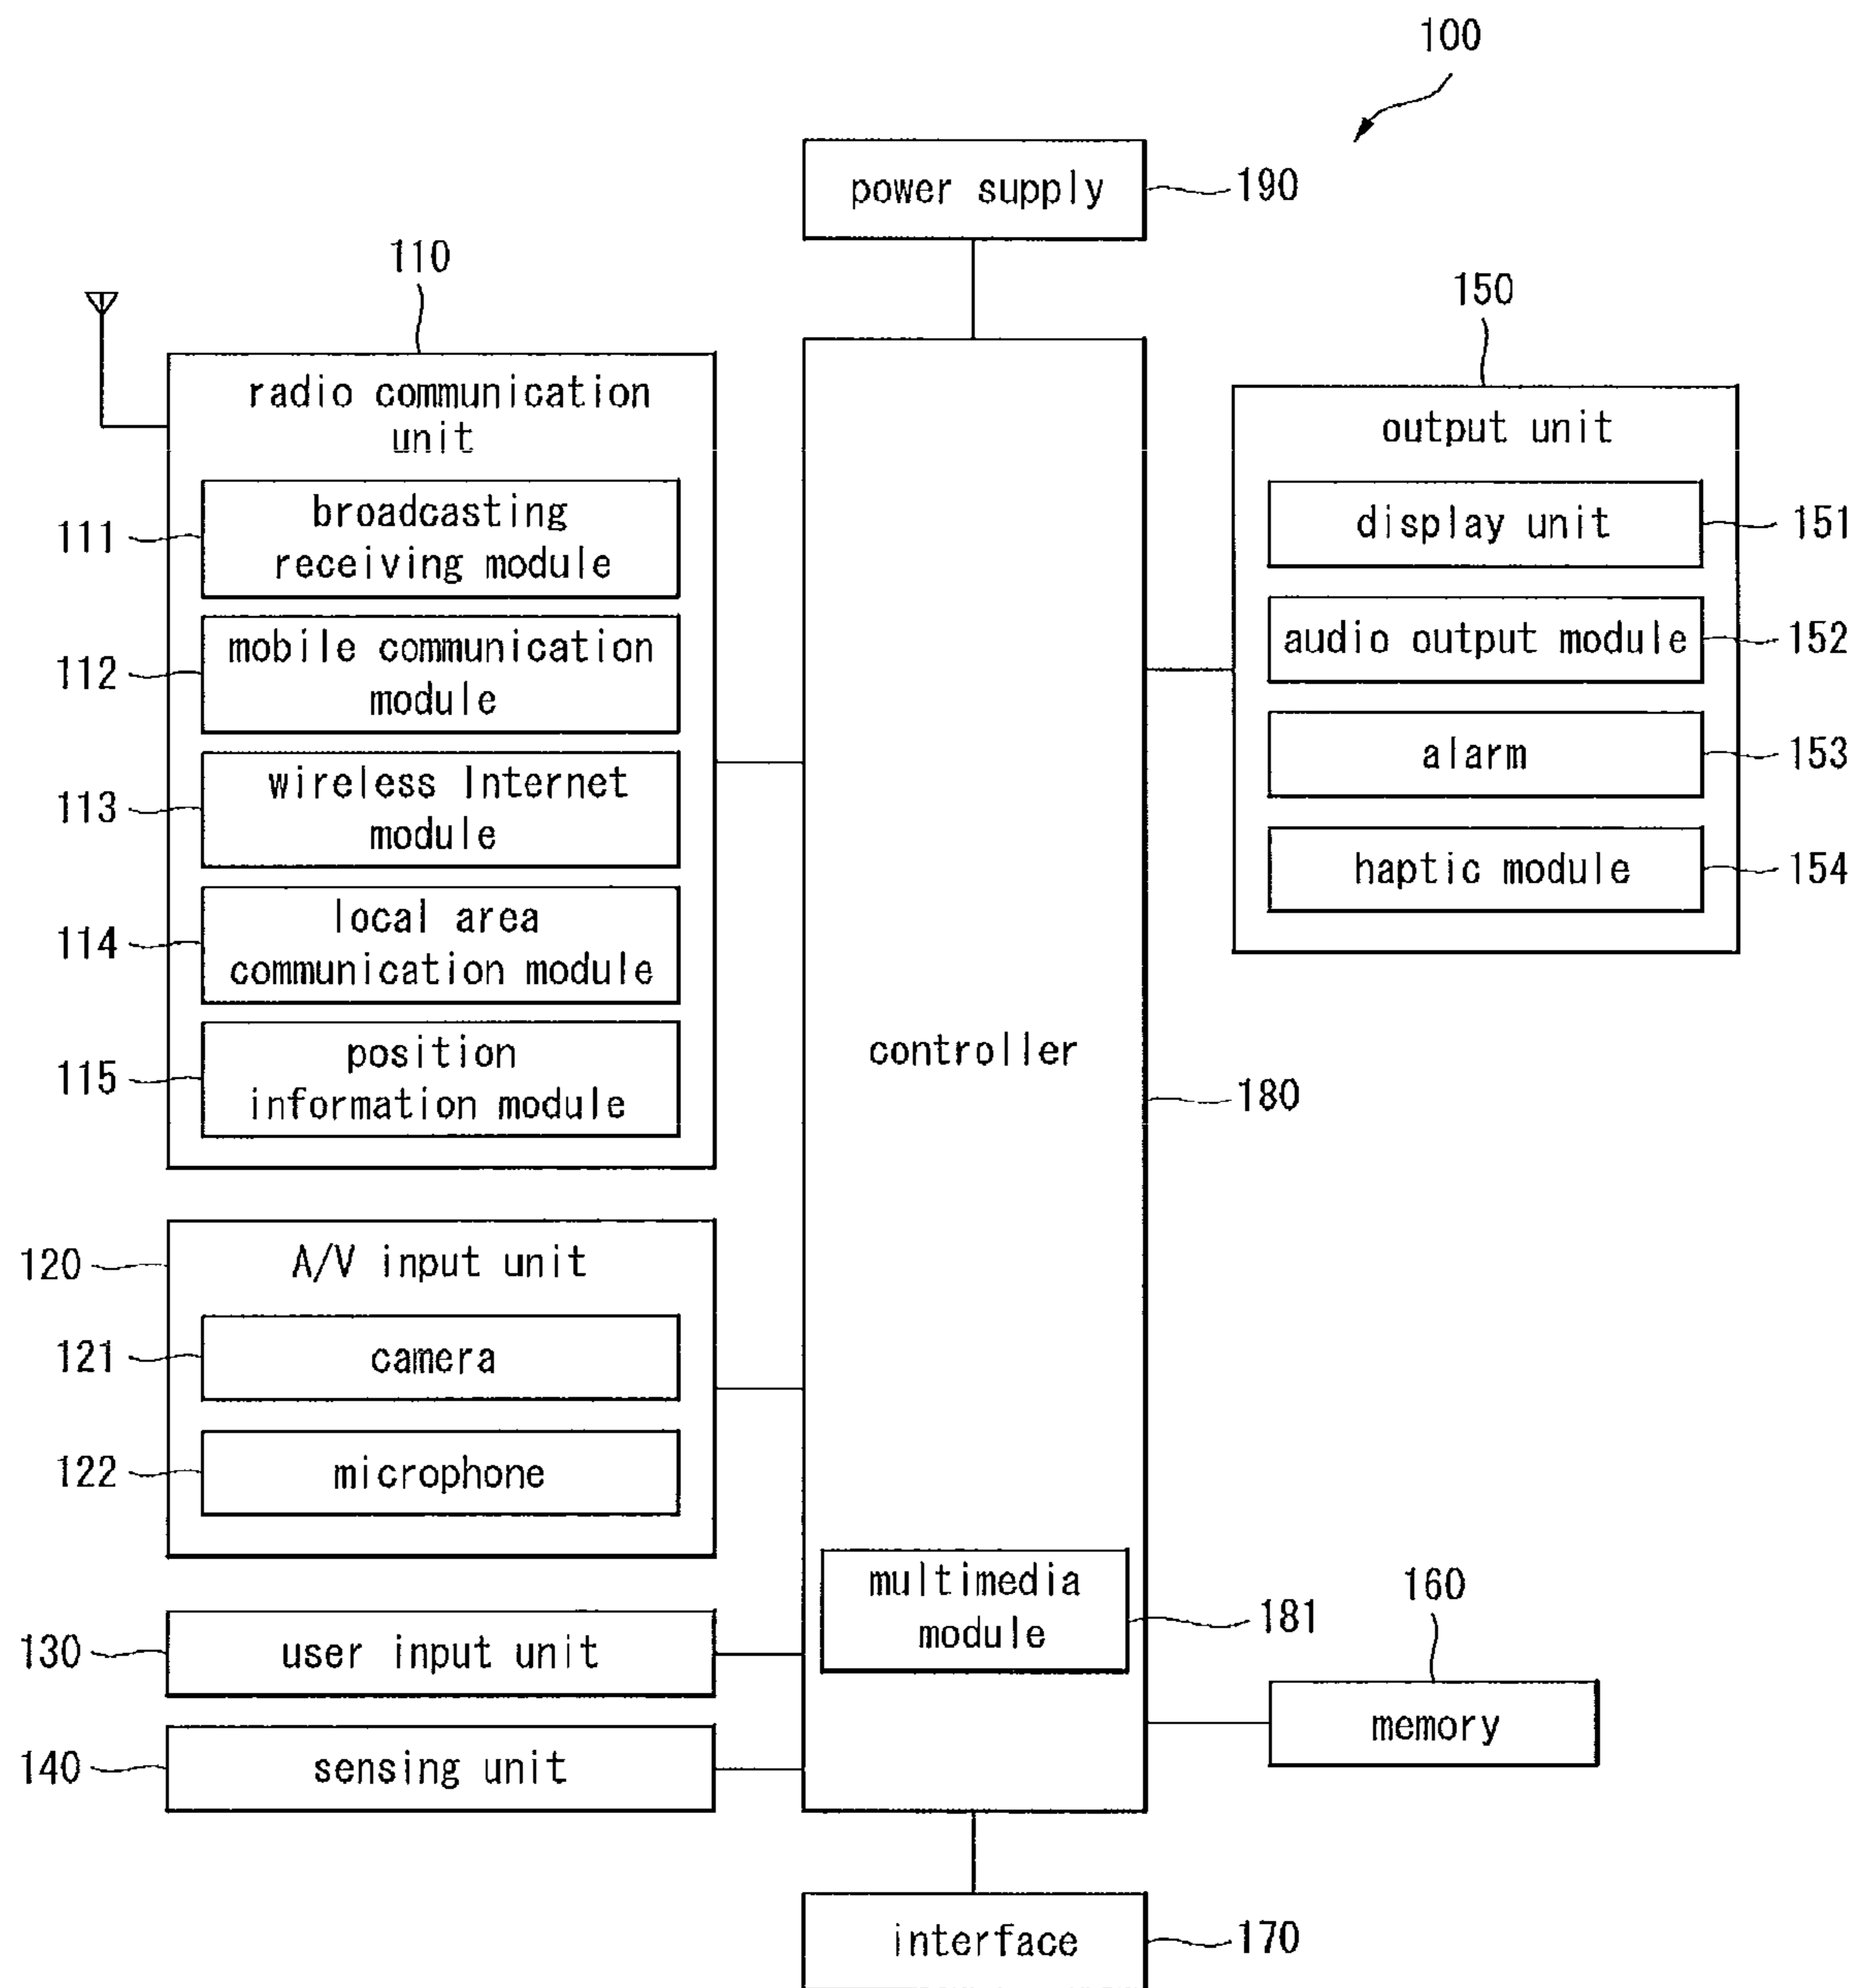 100
power supply
190
110
radio communication
unit
111
broadcasting
receiving module
112
mobile communication
module
113
wireless Internet
module
114
local area
communication module
115
position
information module
150
output unit
display unit
151
audio output module
152
alarm
153
haptic module
154
controller
180
120
A/V input unit
121
camera
122
microphone
multimedia
module
181
130
user input unit
140
sensing unit
160
memory
interface
170